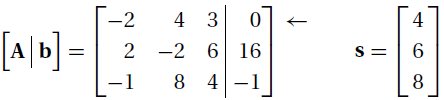 [A|b] = [ -2 4 3 | 0 ] ←
[ 2 -2 6 | 16 ] s = [ 4 6 8 ]
[ -1 8 4 | -1 ]